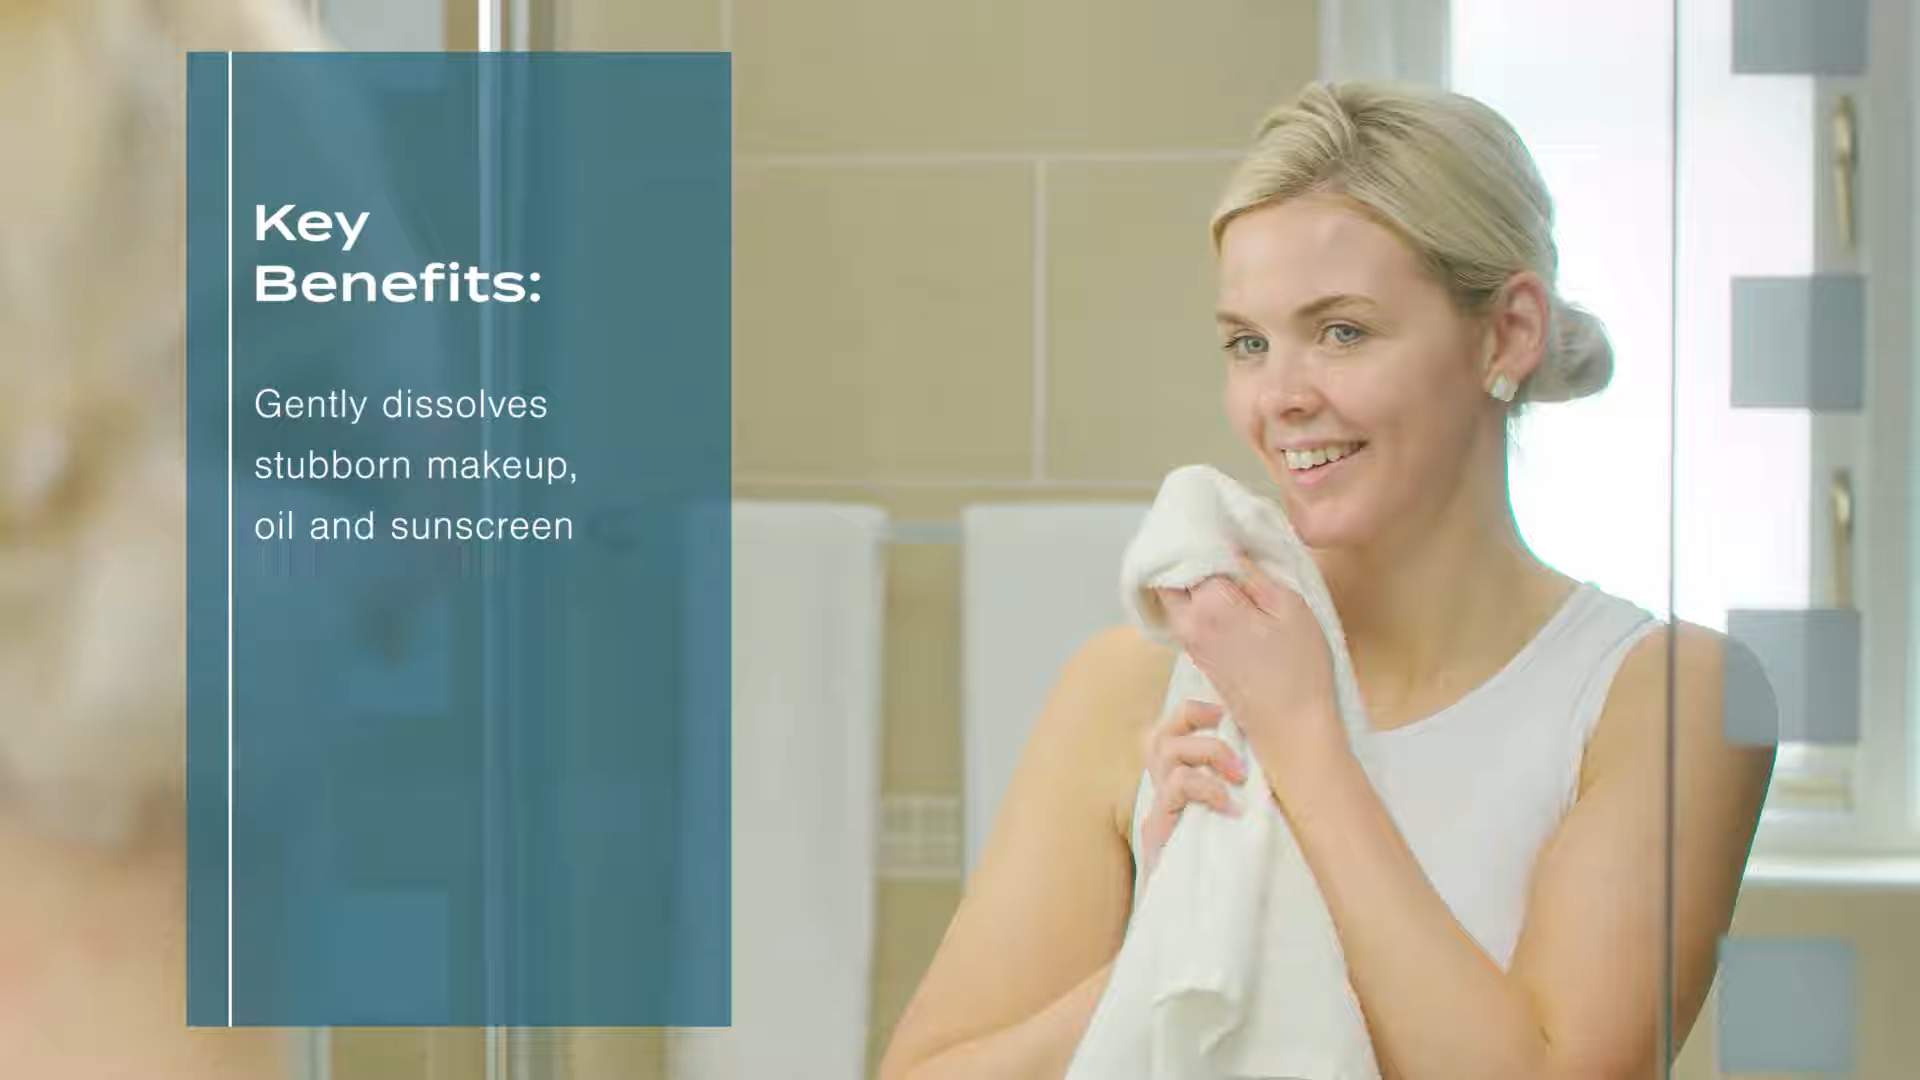 Key
Benefits:
Gently dissolves
stubborn makeup,
oil and sunscreen